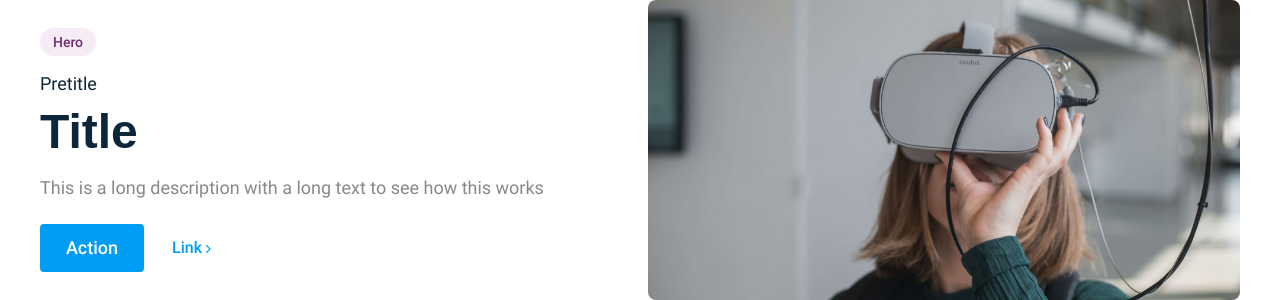 Hero
Pretitle
Title
This is a long description with a long text to see how this works
Action
Link
oculus